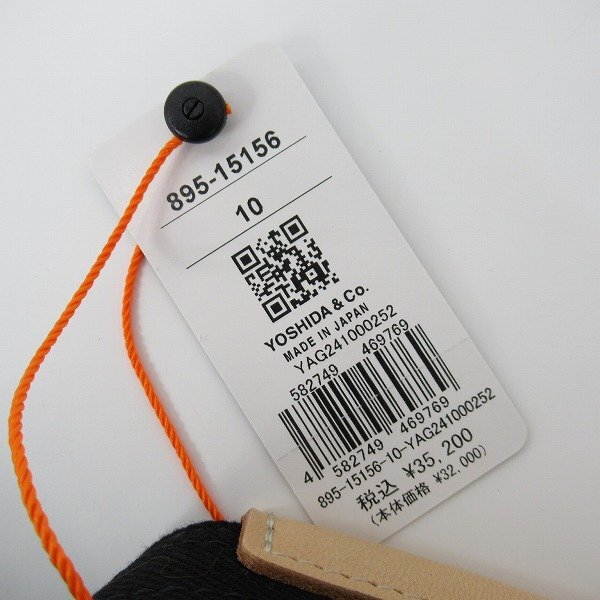 895-15156
10
YOSHIDA & Co.
MADE IN JAPAN
YAG241000252
582749 469769
4 582749 469769
895-15156-10-YAG241000252
税込 ¥35,200
(本体価格 ¥32,000)